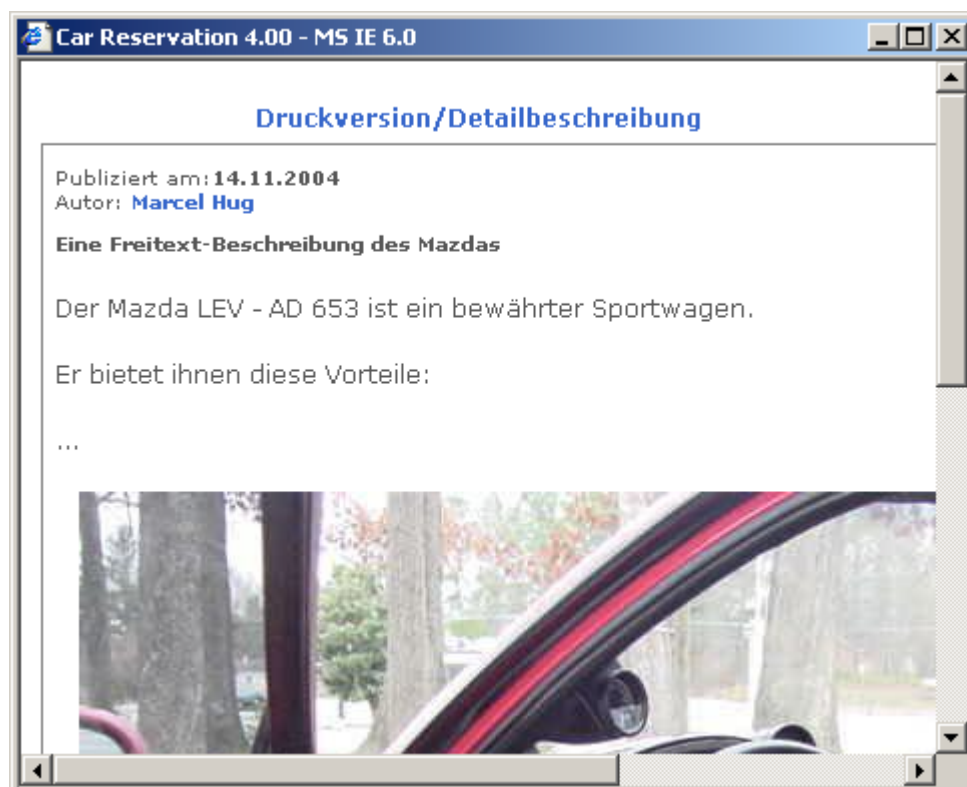 Car Reservation 4.00 - MS IE 6.0
Druckversion/Detailbeschreibung
Publiziert am:14.11.2004
Autor: Marcel Hug
Eine Freitext-Beschreibung des Mazdas
Der Mazda LEV - AD 653 ist ein bewährter Sportwagen.
Er bietet ihnen diese Vorteile:
...